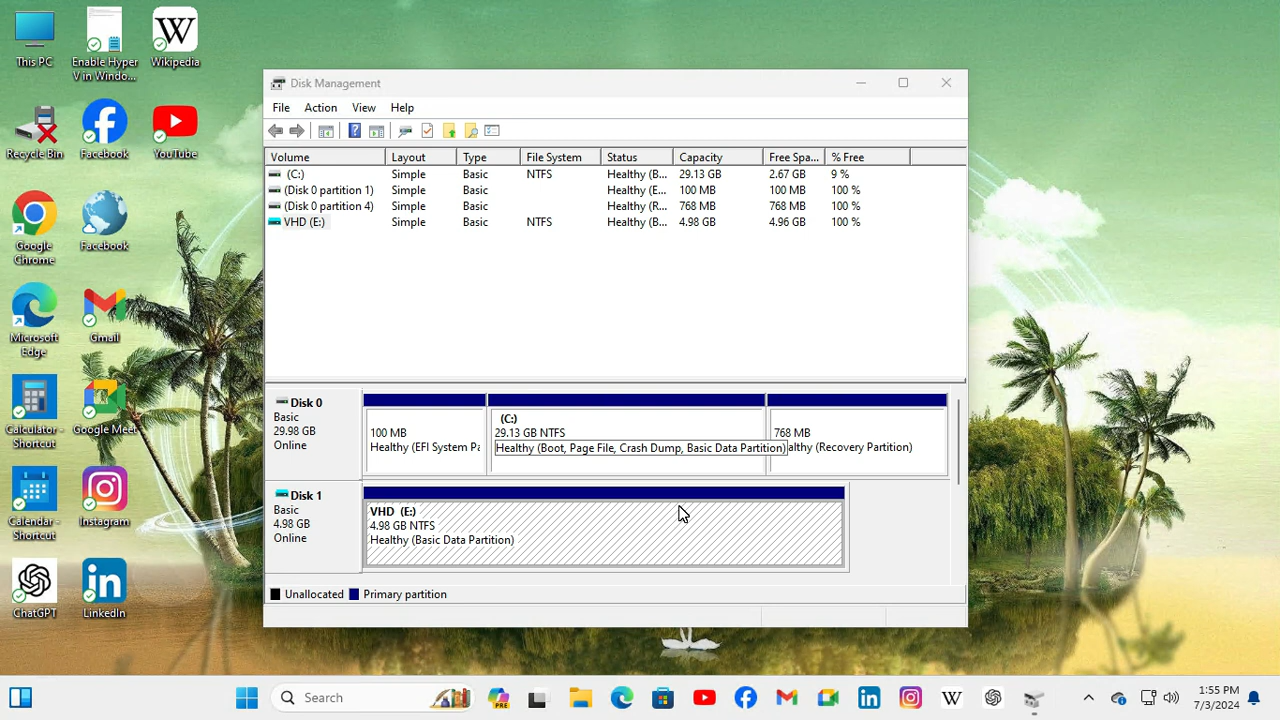 This PC
Enable Hyper V in Windo...
Wikipedia
Recycle Bin
Facebook
YouTube
Google Chrome
Facebook
Microsoft Edge
Gmail
Calculator - Shortcut
Google Meet
Calendar - Shortcut
Instagram
ChatGPT
LinkedIn
Disk Management
File Action View Help
Volume Layout Type File System Status Capacity Free Spa... % Free
(C:) Simple Basic NTFS Healthy (B... 29.13 GB 2.67 GB 9 %
(Disk 0 partition 1) Simple Basic Healthy (E... 100 MB 100 MB 100 %
(Disk 0 partition 4) Simple Basic Healthy (R... 768 MB 768 MB 100 %
VHD (E:) Simple Basic NTFS Healthy (B... 4.98 GB 4.96 GB 100 %
Disk 0
Basic
29.98 GB
Online
100 MB
Healthy (EFI System Pa
(C:)
29.13 GB NTFS
Healthy (Boot, Page File, Crash Dump, Basic Data Partition)
768 MB
althy (Recovery Partition)
Disk 1
Basic
4.98 GB
Online
VHD (E:)
4.98 GB NTFS
Healthy (Basic Data Partition)
Unallocated Primary partition
Search
PRE
1:55 PM
7/3/2024